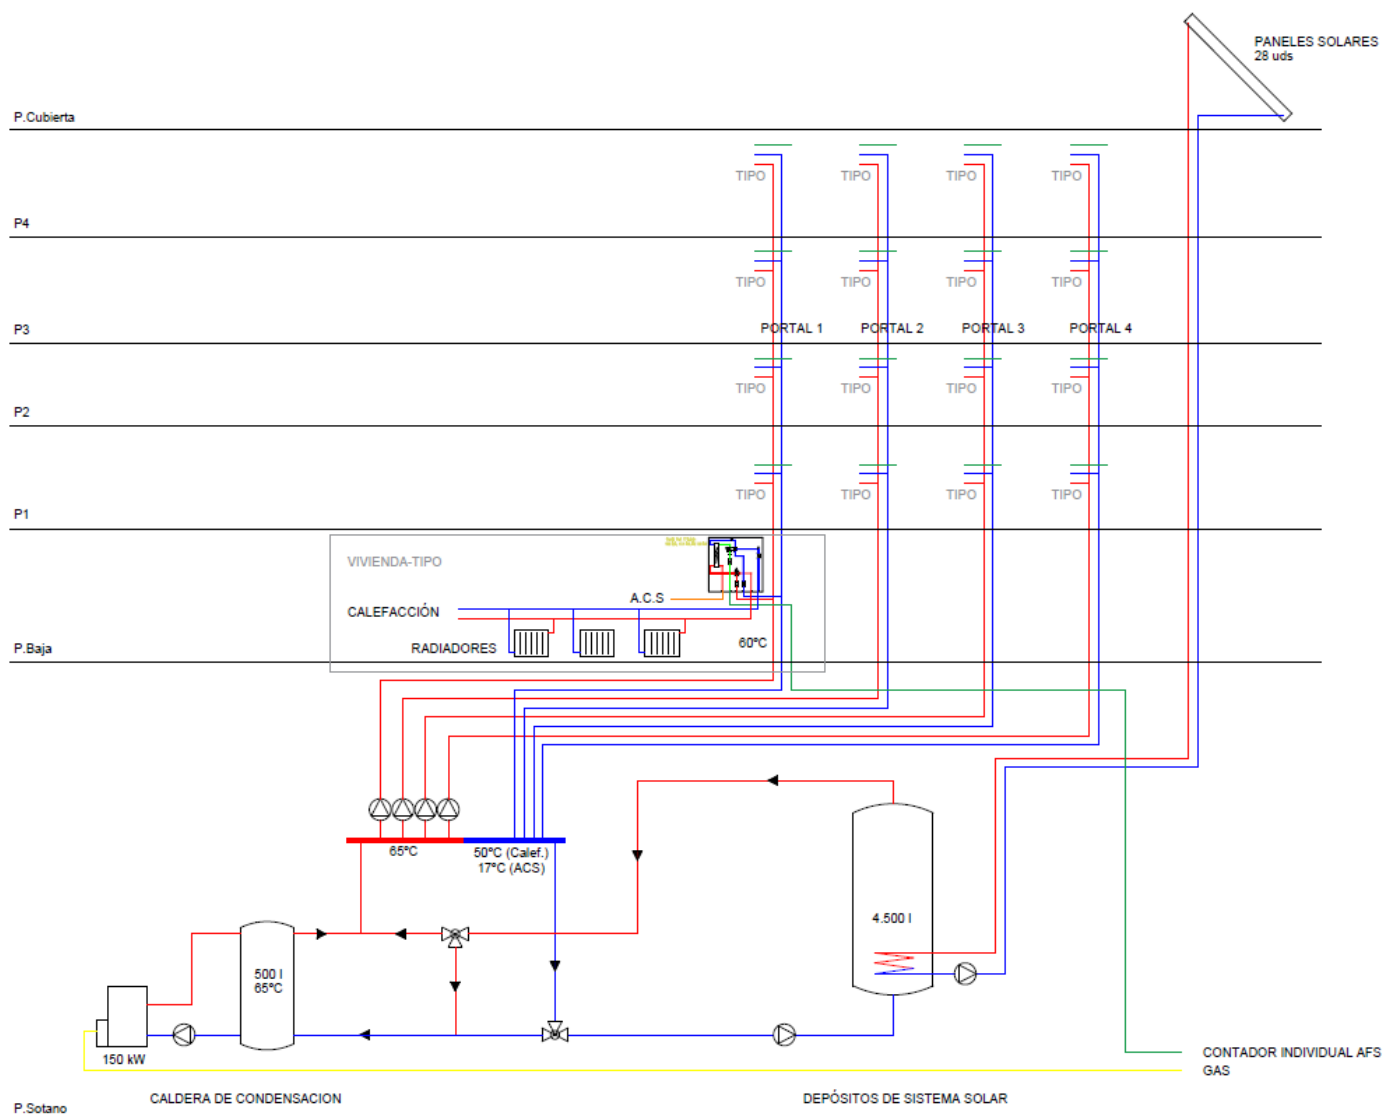 PANELES SOLARES
28 uds
P.Cubierta
TIPO TIPO TIPO TIPO
P4
TIPO TIPO TIPO TIPO
P3
PORTAL 1 PORTAL 2 PORTAL 3 PORTAL 4
TIPO TIPO TIPO TIPO
P2
TIPO TIPO TIPO TIPO
P1
VIVIENDA-TIPO
A.C.S
CALEFACCIÓN
RADIADORES
60ºC
P.Baja
65ºC
50ºC (Calef.)
17ºC (ACS)
4.500 l
500 l
65ºC
150 kW
CONTADOR INDIVIDUAL AFS
GAS
CALDERA DE CONDENSACION
DEPÓSITOS DE SISTEMA SOLAR
P.Sotano